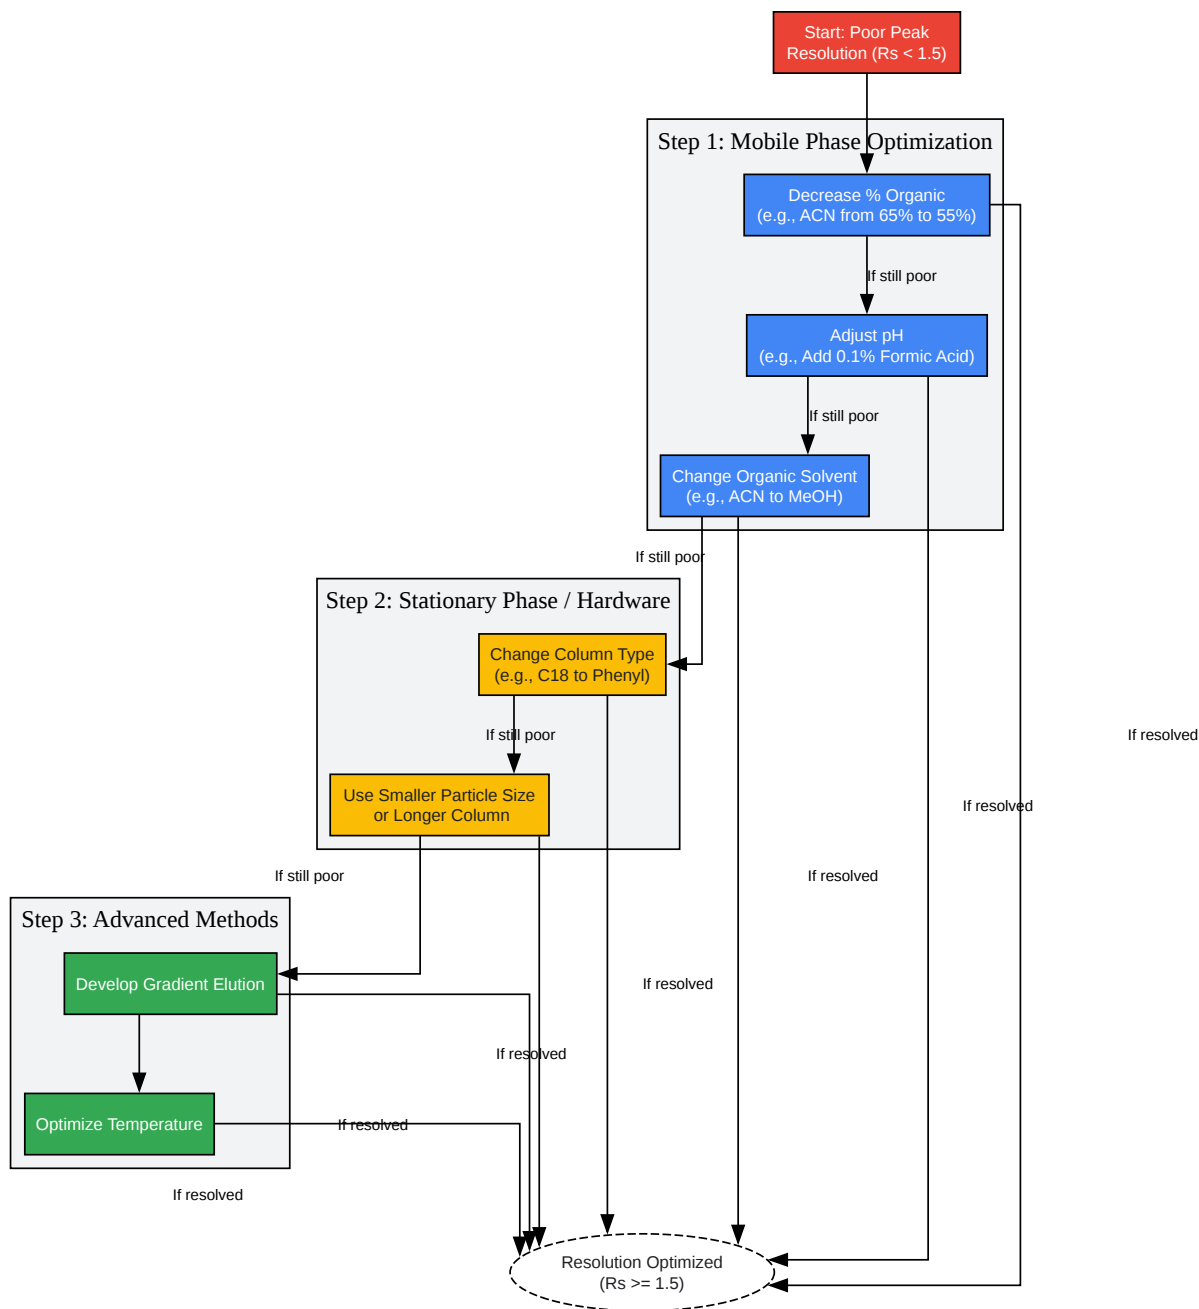 Start: Poor Peak
Resolution (Rs < 1.5)
Step 1: Mobile Phase Optimization
Decrease % Organic
(e.g., ACN from 65% to 55%)
If still poor
Adjust pH
(e.g., Add 0.1% Formic Acid)
If still poor
Change Organic Solvent
(e.g., ACN to MeOH)
If still poor
Step 2: Stationary Phase / Hardware
Change Column Type
(e.g., C18 to Phenyl)
If still poor
If resolved
Use Smaller Particle Size
or Longer Column
If resolved
If still poor
If resolved
Step 3: Advanced Methods
Develop Gradient Elution
If resolved
If resolved
Optimize Temperature
If resolved
If resolved
Resolution Optimized
(Rs >= 1.5)